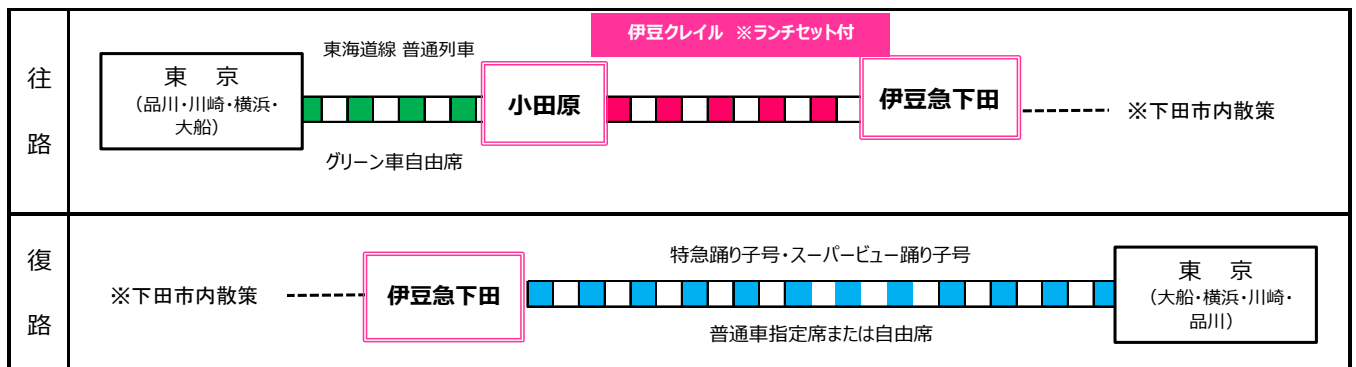 往路
東海道線 普通列車
伊豆クレイル ※ランチセット付
東 京
(品川・川崎・横浜・
大船)
小田原
伊豆急下田
※下田市内散策
グリーン車自由席
復路
特急踊り子号・スーパービュー踊り子号
※下田市内散策
伊豆急下田
東 京
(大船・横浜・川崎・
品川)
普通車指定席または自由席